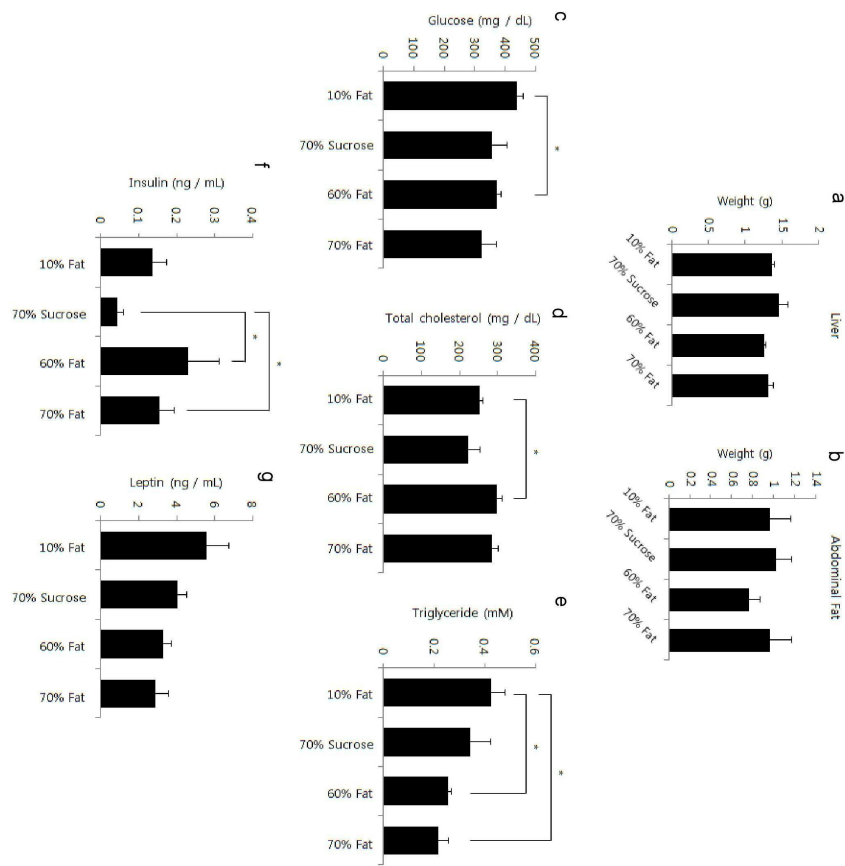 a
Liver
Weight (g)
2
1.5
1
0.5
0
10% Fat
70% Sucrose
60% Fat
70% Fat
b
Abdominal Fat
Weight (g)
1.4
1.2
1
0.8
0.6
0.4
0.2
0
10% Fat
70% Sucrose
60% Fat
70% Fat
c
Glucose (mg / dL)
500
400
300
200
100
0
*
10% Fat
70% Sucrose
60% Fat
70% Fat
d
Total cholesterol (mg / dL)
400
300
200
100
0
*
10% Fat
70% Sucrose
60% Fat
70% Fat
e
Triglyceride (mM)
0.6
0.4
0.2
0
*
*
10% Fat
70% Sucrose
60% Fat
70% Fat
f
Insulin (ng / mL)
0.4
0.3
0.2
0.1
0
*
*
10% Fat
70% Sucrose
60% Fat
70% Fat
g
Leptin (ng / mL)
8
6
4
2
0
10% Fat
70% Sucrose
60% Fat
70% Fat